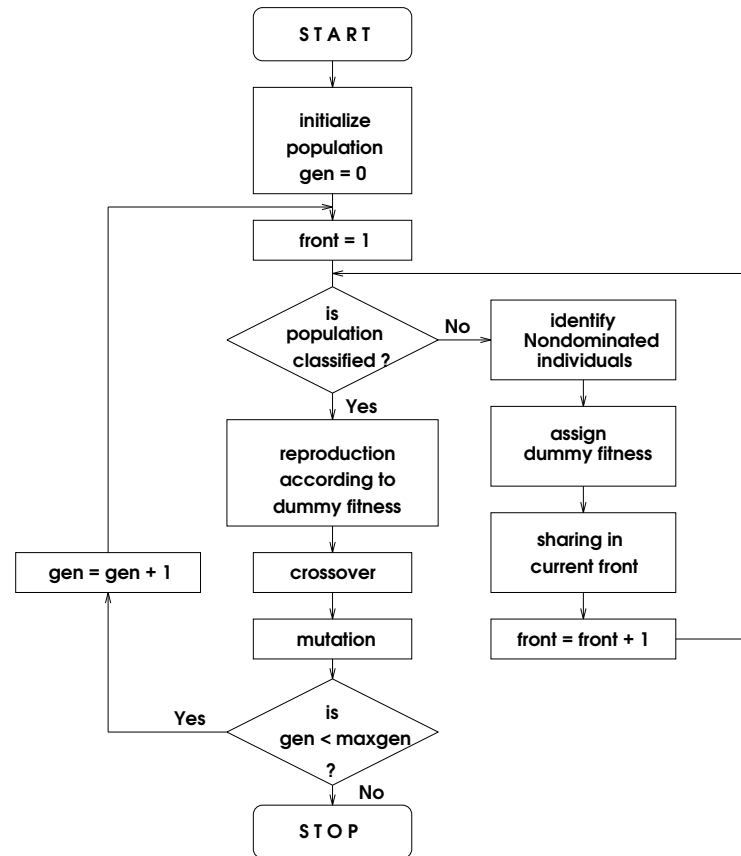 S T A R T
initialize
population
gen = 0
front = 1
is
population
classified ?
No
identify
Nondominated
individuals
Yes
reproduction
according to
dummy fitness
assign
dummy fitness
sharing in
current front
gen = gen + 1
crossover
mutation
front = front + 1
Yes
is
gen < maxgen
?
No
S T O P